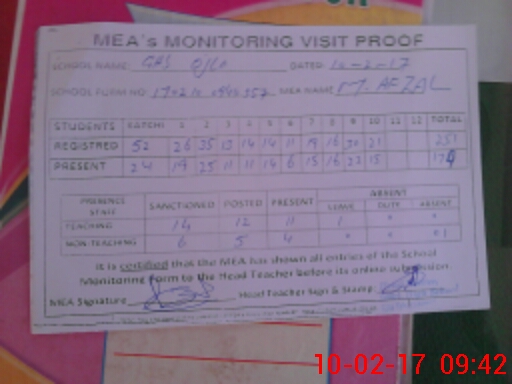 MEA's MONITORING VISIT PROOF
SCHOOL NAME: GHS DATED: 10-2-17
SCHOOL FORM NO MEA NAME M. AFZAL
STUDENTS KATCHI 1 2 3 4 5 6 7 8 9 10 11 12 TOTAL
REGISTRED 52 26 35 13 14 14 11 19 16 30 21 251
PRESENT 24 19 25 11 11 14 6 15 16 23 15
PRESENCE STAFF SANCTIONED POSTED PRESENT ABSENT
LEAVE DUTY ABSENT
TEACHING 14 12 11 1
NON-TEACHING 6 5 4 01
It is certified that the MEA has shown all entries of the School
Monitoring Form to the Head Teacher before its online submission
MEA Signature Head Teacher Sign & Stamp
10-02-17 09:42